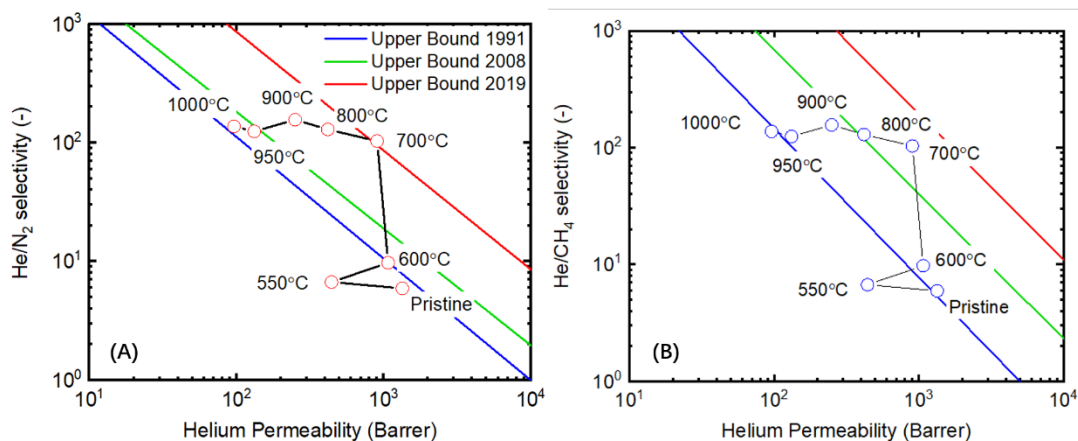 10³
10²
10¹
10⁰
10¹
10²
10³
10⁴
He/N₂ selectivity (-)
Helium Permeability (Barrer)
Upper Bound 1991
Upper Bound 2008
Upper Bound 2019
1000°C
950°C
900°C
800°C
700°C
600°C
550°C
Pristine
(A)
10³
10²
10¹
10⁰
10¹
10²
10³
10⁴
He/CH₄ selectivity (-)
Helium Permeability (Barrer)
1000°C
950°C
900°C
800°C
700°C
600°C
550°C
Pristine
(B)